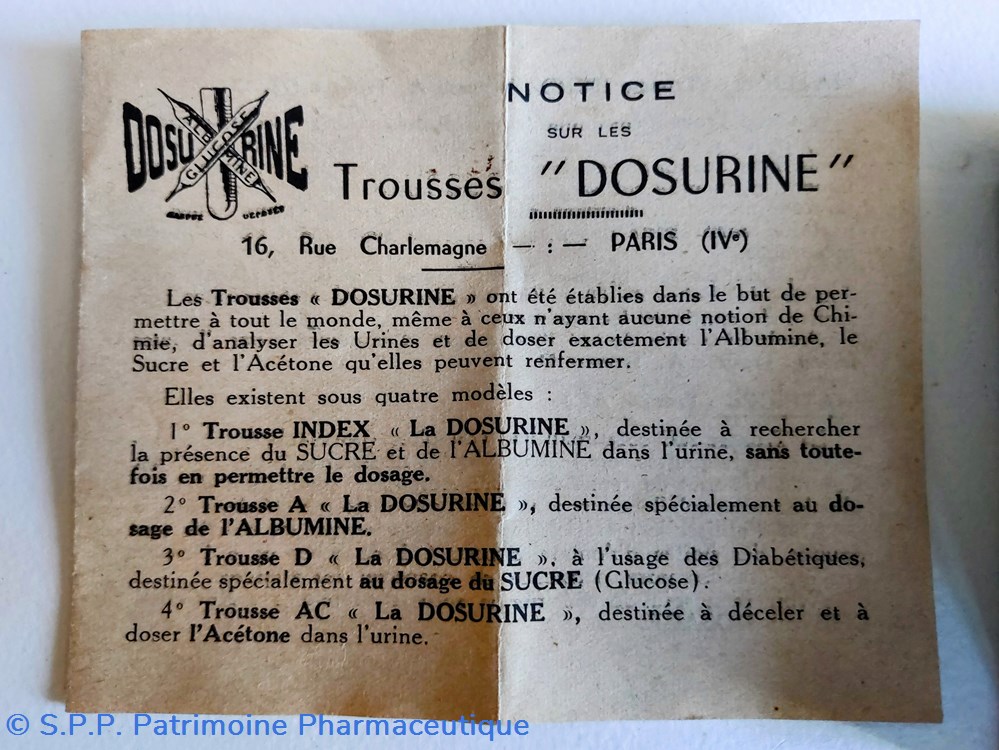 DOSURINE
ALBUMINE
GLUCOSE
NOTICE
SUR LES
Trousses "DOSURINE"
16, Rue Charlemagne — : — PARIS (IVe)
Les Trousses « DOSURINE » ont été établies dans le but de per-
mettre à tout le monde, même à ceux n'ayant aucune notion de Chi-
mie, d'analyser les Urines et de doser exactement l'Albumine, le
Sucre et l'Acétone qu'elles peuvent renfermer.
Elles existent sous quatre modèles :
1° Trousse INDEX « La DOSURINE », destinée à rechercher
la présence du SUCRE et de l'ALBUMINE dans l'urine, sans toute-
fois en permettre le dosage.
2° Trousse A « La DOSURINE », destinée spécialement au do-
sage de l'ALBUMINE.
3° Trousse D « La DOSURINE », à l'usage des Diabétiques,
destinée spécialement au dosage du SUCRE (Glucose).
4° Trousse AC « La DOSURINE », destinée à déceler et à
doser l'Acétone dans l'urine.
© S.P.P. Patrimoine Pharmaceutique